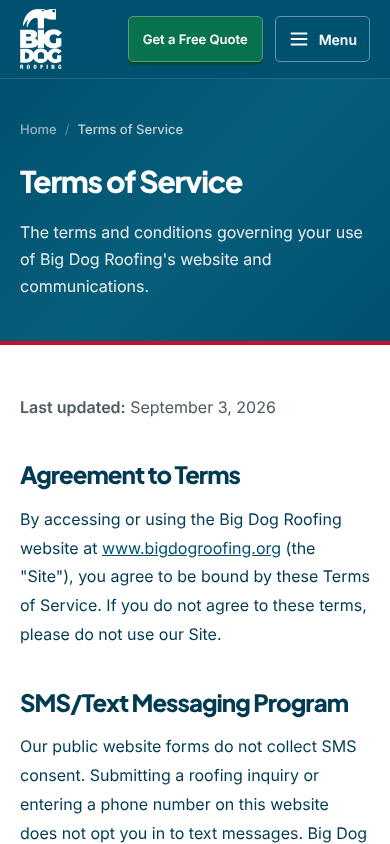 BIG
DOG
ROOFING
Get a Free Quote
Menu
Home / Terms of Service
Terms of Service
The terms and conditions governing your use
of Big Dog Roofing's website and
communications.
Last updated: September 3, 2026
Agreement to Terms
By accessing or using the Big Dog Roofing
website at www.bigdogroofing.org (the
"Site"), you agree to be bound by these Terms
of Service. If you do not agree to these terms,
please do not use our Site.
SMS/Text Messaging Program
Our public website forms do not collect SMS
consent. Submitting a roofing inquiry or
entering a phone number on this website
does not opt you in to text messages. Big Dog